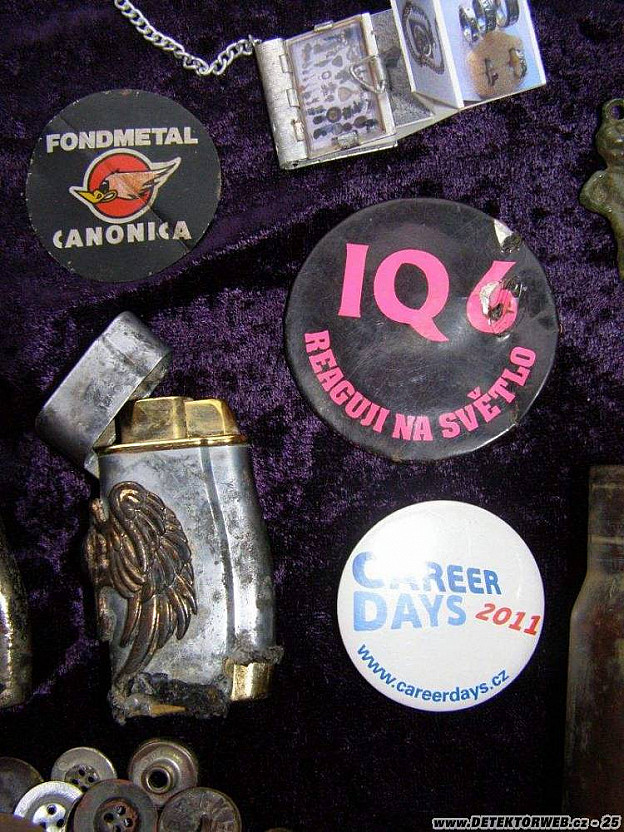 FONDMETAL
CANONICA
IQ 6
REAGUJI NA SVĚTLO
CAREER
DAYS 2011
www.careerdays.cz
www.DETEKTORWEB.cz - 25